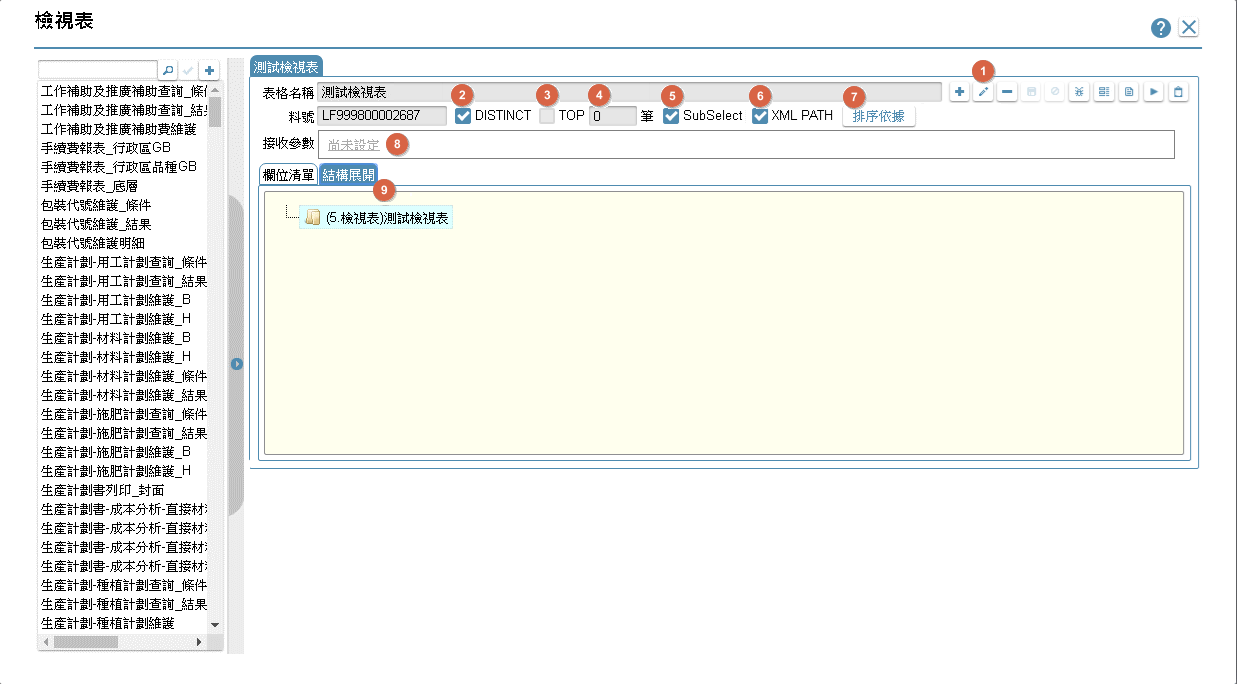 檢視表
?
測試檢視表
1
表格名稱 測試檢視表
2 3 4 5 6 7
料號 LF999800002687 DISTINCT TOP 0 筆 SubSelect XML PATH 排序依據
接收參數 尚未設定 8
欄位清單 結構展開
9
(5.檢視表)測試檢視表
工作補助及推廣補助查詢_條
工作補助及推廣補助查詢_結
工作補助及推廣補助費維護
手續費報表_行政區GB
手續費報表_行政區品種GB
手續費報表_底層
包裝代號維護_條件
包裝代號維護_結果
包裝代號維護明細
生產計劃-用工計劃查詢_條件
生產計劃-用工計劃查詢_結果
生產計劃-用工計劃維護_B
生產計劃-用工計劃維護_H
生產計劃-材料計劃維護_B
生產計劃-材料計劃維護_H
生產計劃-材料計劃維護_條件
生產計劃-材料計劃維護_結果
生產計劃-施肥計劃查詢_條件
生產計劃-施肥計劃查詢_結果
生產計劃-施肥計劃維護_B
生產計劃-施肥計劃維護_H
生產計劃書列印_封面
生產計劃書-成本分析-直接材
生產計劃書-成本分析-直接材
生產計劃書-成本分析-直接材
生產計劃書-成本分析-直接材
生產計劃-種植計劃查詢_條件
生產計劃-種植計劃查詢_結果
生產計劃-種植計劃維護